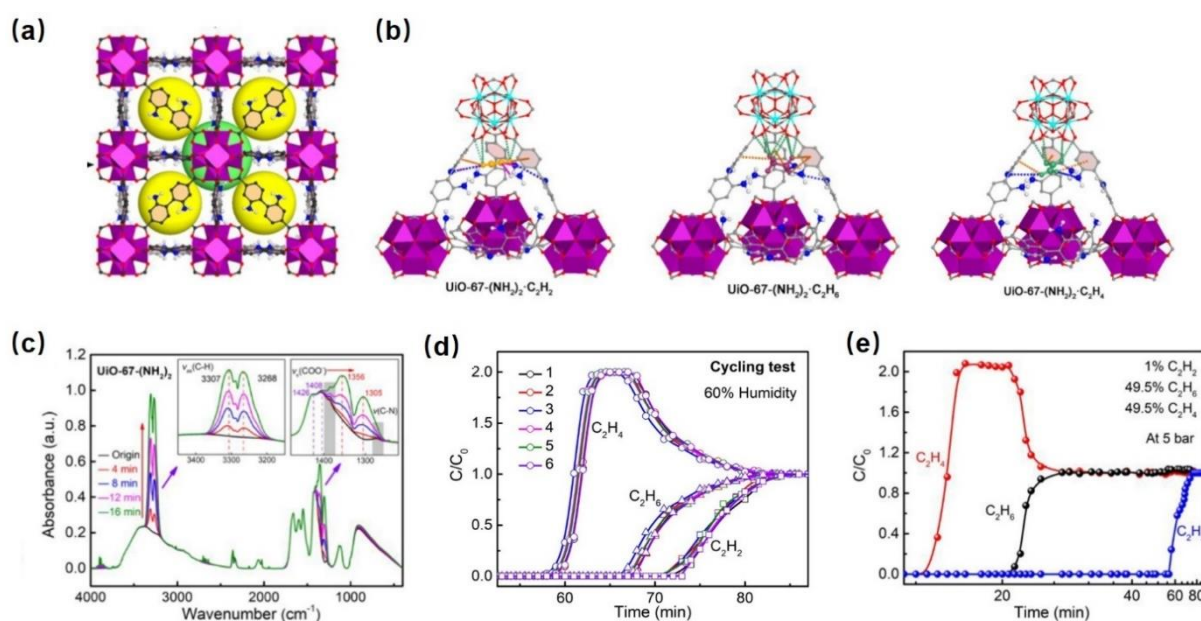 (a)
(b)
UiO-67-(NH₂)₂·C₂H₂
UiO-67-(NH₂)₂·C₂H₆
UiO-67-(NH₂)₂·C₂H₄
(c)
Absorbance (a.u.)
1.2
1.0
0.8
0.6
0.4
0.2
0.0
UiO-67-(NH₂)₂
Origin
4 min
8 min
12 min
16 min
(C-H)
3307
3268
3400 3300 3200
(COO⁻)
1356
1408
1426
1305
ν(C-N)
1400 1300
4000 3000 2000 1000
Wavenumber (cm⁻¹)
(d)
C/C₀
2.0
1.5
1.0
0.5
0.0
Cycling test
60% Humidity
1
2
3
4
5
6
C₂H₄
C₂H₆
C₂H₂
60 70 80
Time (min)
(e)
C/C₀
2.0
1.5
1.0
0.5
0.0
1% C₂H₂
49.5% C₂H₆
49.5% C₂H₄
At 5 bar
C₂H₄
C₂H₆
C₂H
20 40 60 80
Time (min)